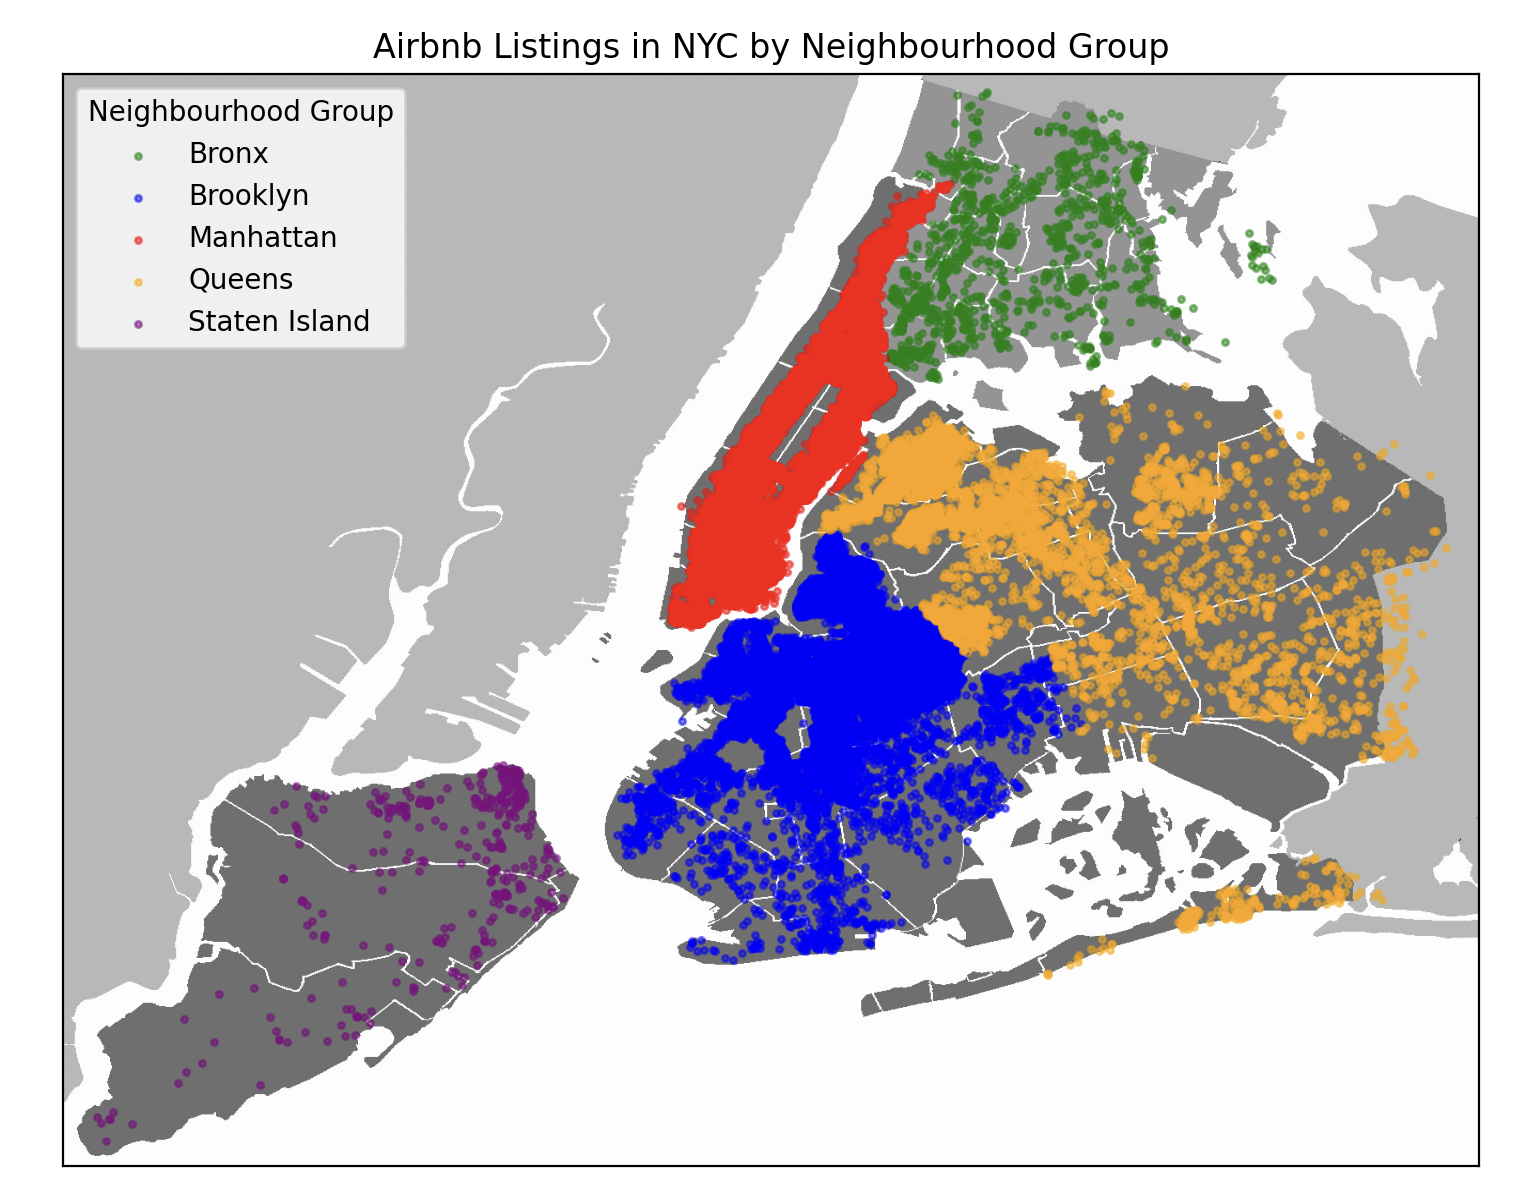 Airbnb Listings in NYC by Neighbourhood Group
Neighbourhood Group
Bronx
Brooklyn
Manhattan
Queens
Staten Island